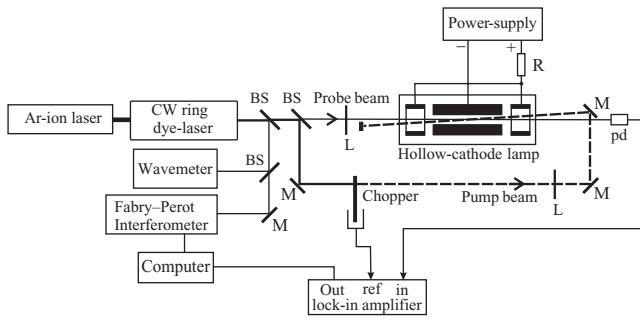 Power-supply
− +
R
BS BS Probe beam M
Ar-ion laser
CW ring
dye-laser
L
pd
Hollow-cathode lamp
Wavemeter
BS
M
Chopper
Pump beam
L
M
Fabry–Perot
Interferometer
M
Computer
Out ref in
lock-in amplifier